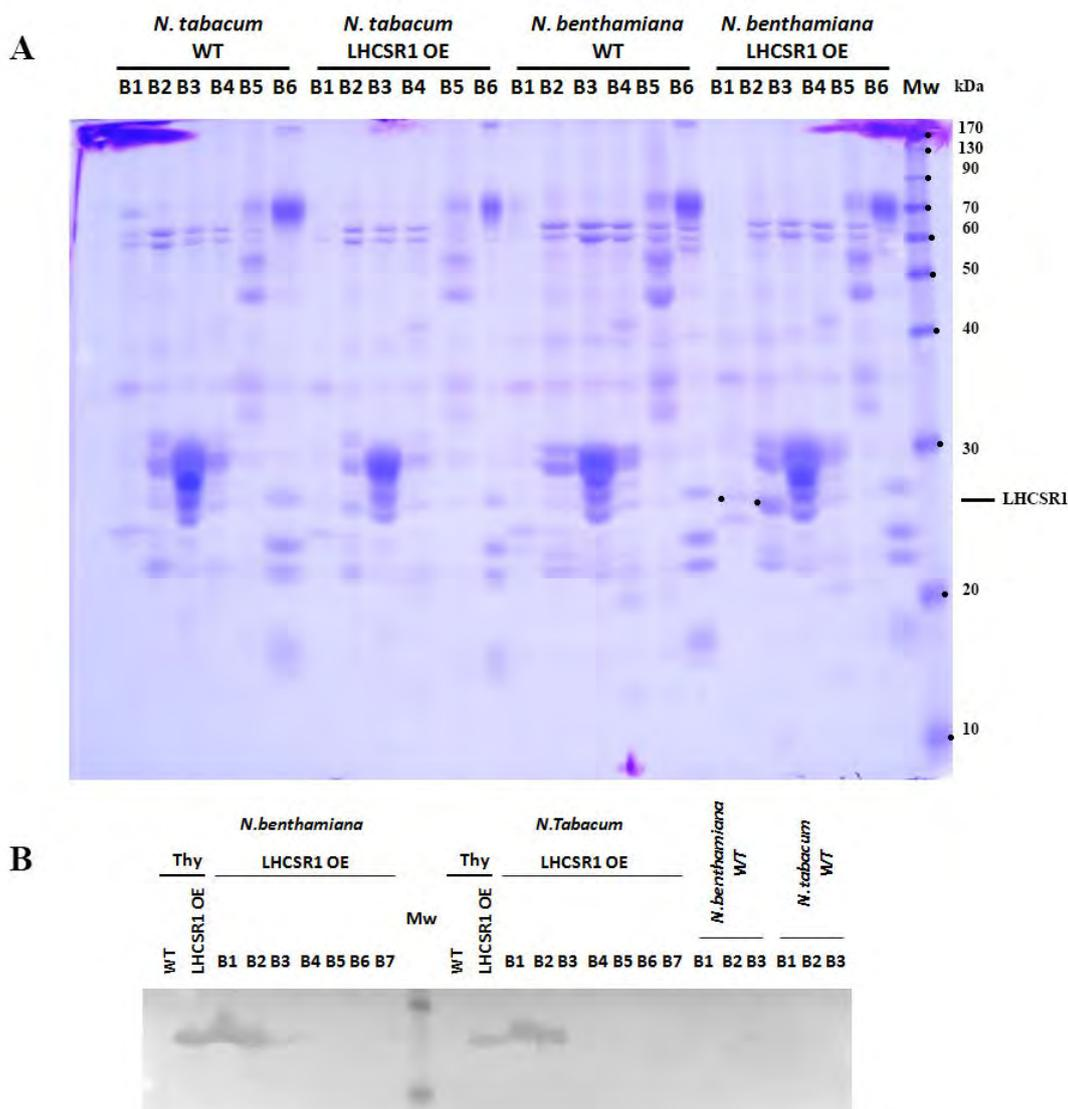 A
N. tabacum
WT
N. tabacum
LHCSR1 OE
N. benthamiana
WT
N. benthamiana
LHCSR1 OE
B1 B2 B3 B4 B5 B6 B1 B2 B3 B4 B5 B6 B1 B2 B3 B4 B5 B6 B1 B2 B3 B4 B5 B6 Mw kDa
170
130
90
70
60
50
40
30
LHCSR1
20
10
B
N.benthamiana
N.Tabacum
N.benthamiana
WT
N.tabacum
WT
Thy
LHCSR1 OE
Thy
LHCSR1 OE
Mw
WT LHCSR1 OE B1 B2 B3 B4 B5 B6 B7 WT LHCSR1 OE B1 B2 B3 B4 B5 B6 B7 B1 B2 B3 B1 B2 B3